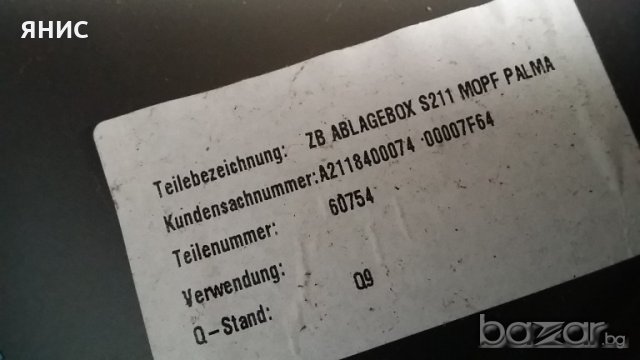 ЯНИС
Teilebezeichnung: ZB ABLAGEBOX S211 MOPF PALMA
Kundensachnummer: A2118400074 00007F64
Teilenummer: 60754
Verwendung:
Q-Stand: Q9
bazar.bg